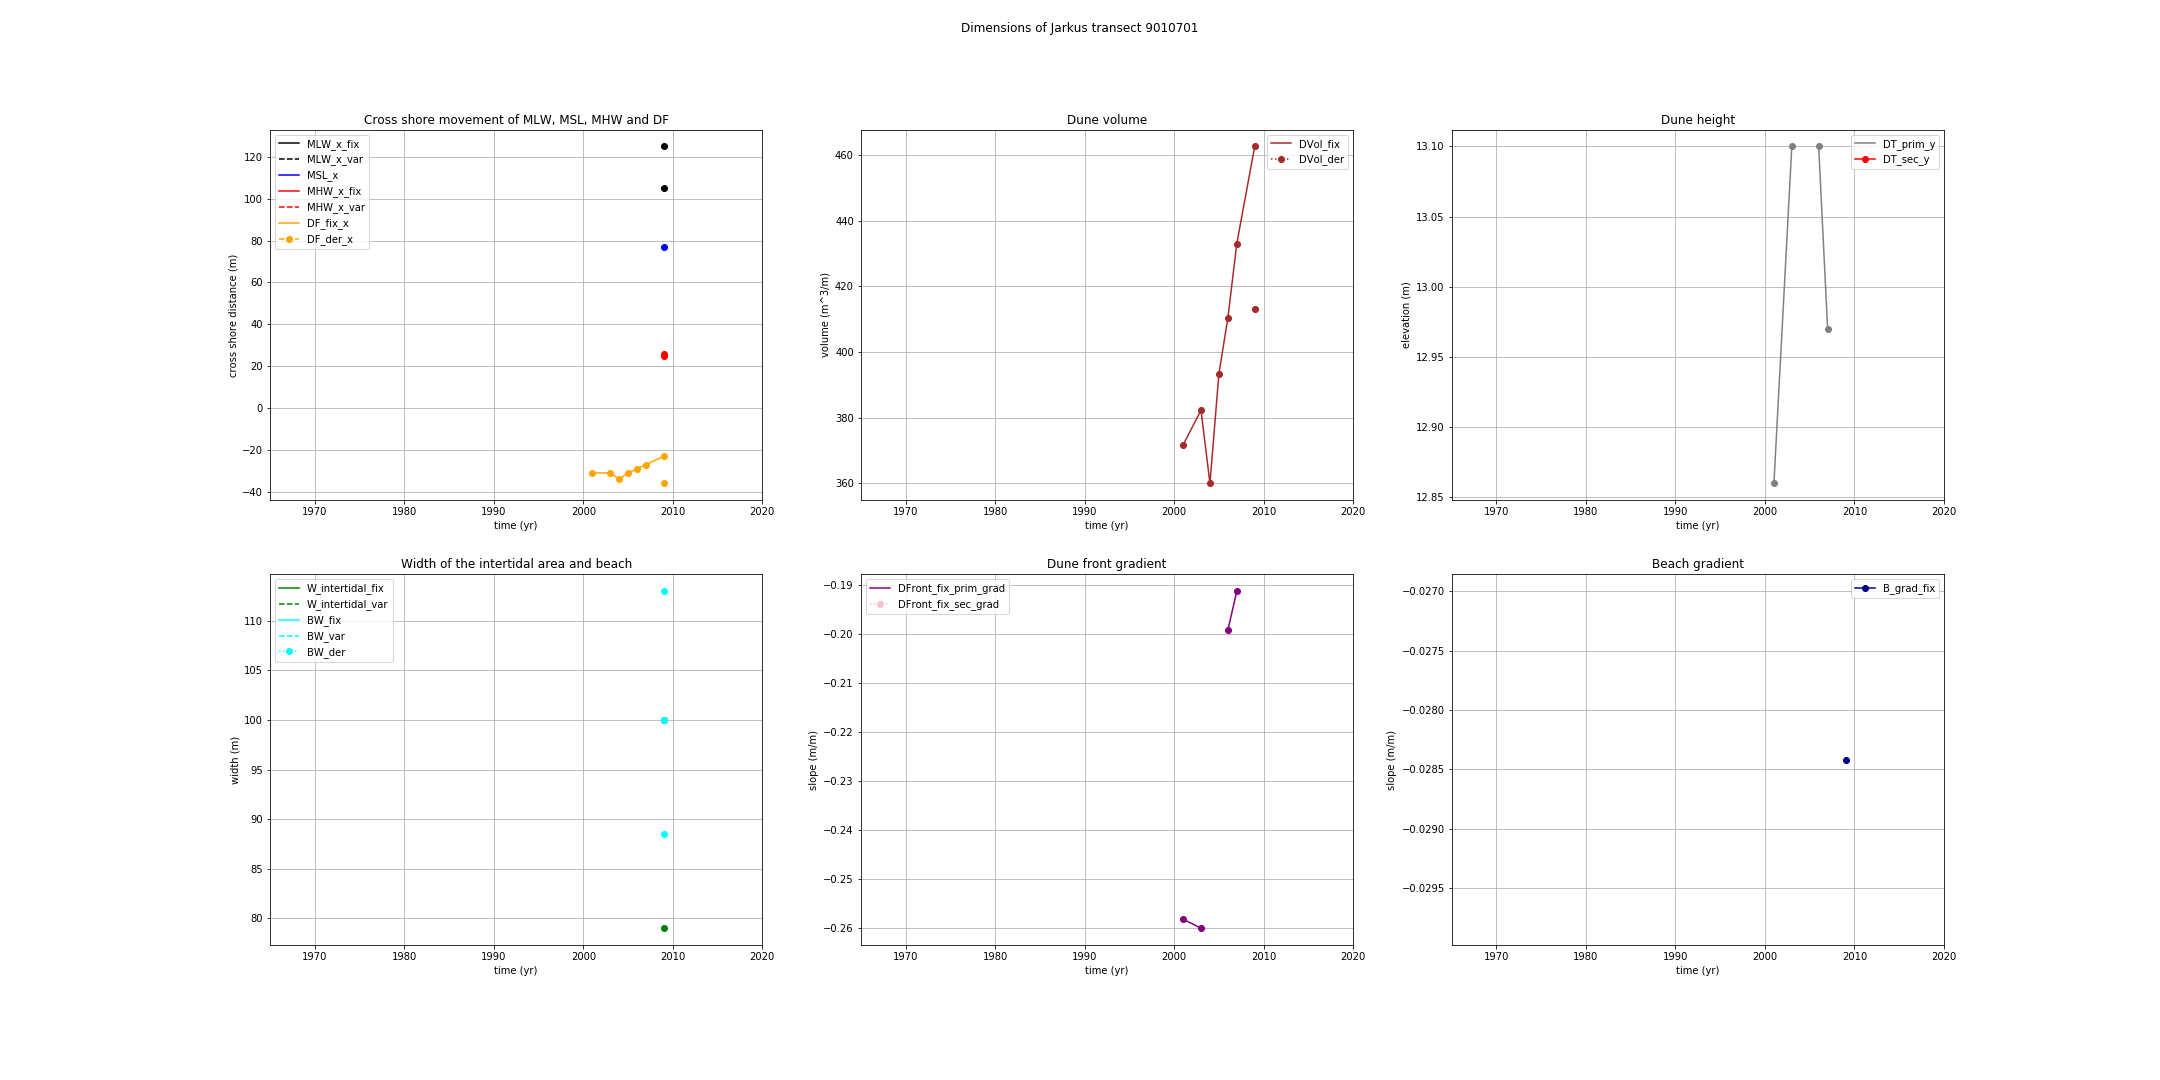 Dimensions of Jarkus transect 9010701
Cross shore movement of MLW, MSL, MHW and DF
MLW_x_fix
MLW_x_var
MSL_x
MHW_x_fix
MHW_x_var
DF_fix_x
DF_der_x
cross shore distance (m)
120
100
80
60
40
20
0
−20
−40
1970
1980
1990
2000
2010
2020
time (yr)
Dune volume
DVol_fix
DVol_der
volume (m^3/m)
460
440
420
400
380
360
1970
1980
1990
2000
2010
2020
time (yr)
Dune height
DT_prim_y
DT_sec_y
elevation (m)
13.10
13.05
13.00
12.95
12.90
12.85
1970
1980
1990
2000
2010
2020
time (yr)
Width of the intertidal area and beach
W_intertidal_fix
W_intertidal_var
BW_fix
BW_var
BW_der
width (m)
110
105
100
95
90
85
80
1970
1980
1990
2000
2010
2020
time (yr)
Dune front gradient
DFront_fix_prim_grad
DFront_fix_sec_grad
slope (m/m)
−0.19
−0.20
−0.21
−0.22
−0.23
−0.24
−0.25
−0.26
1970
1980
1990
2000
2010
2020
time (yr)
Beach gradient
B_grad_fix
slope (m/m)
−0.0270
−0.0275
−0.0280
−0.0285
−0.0290
−0.0295
1970
1980
1990
2000
2010
2020
time (yr)